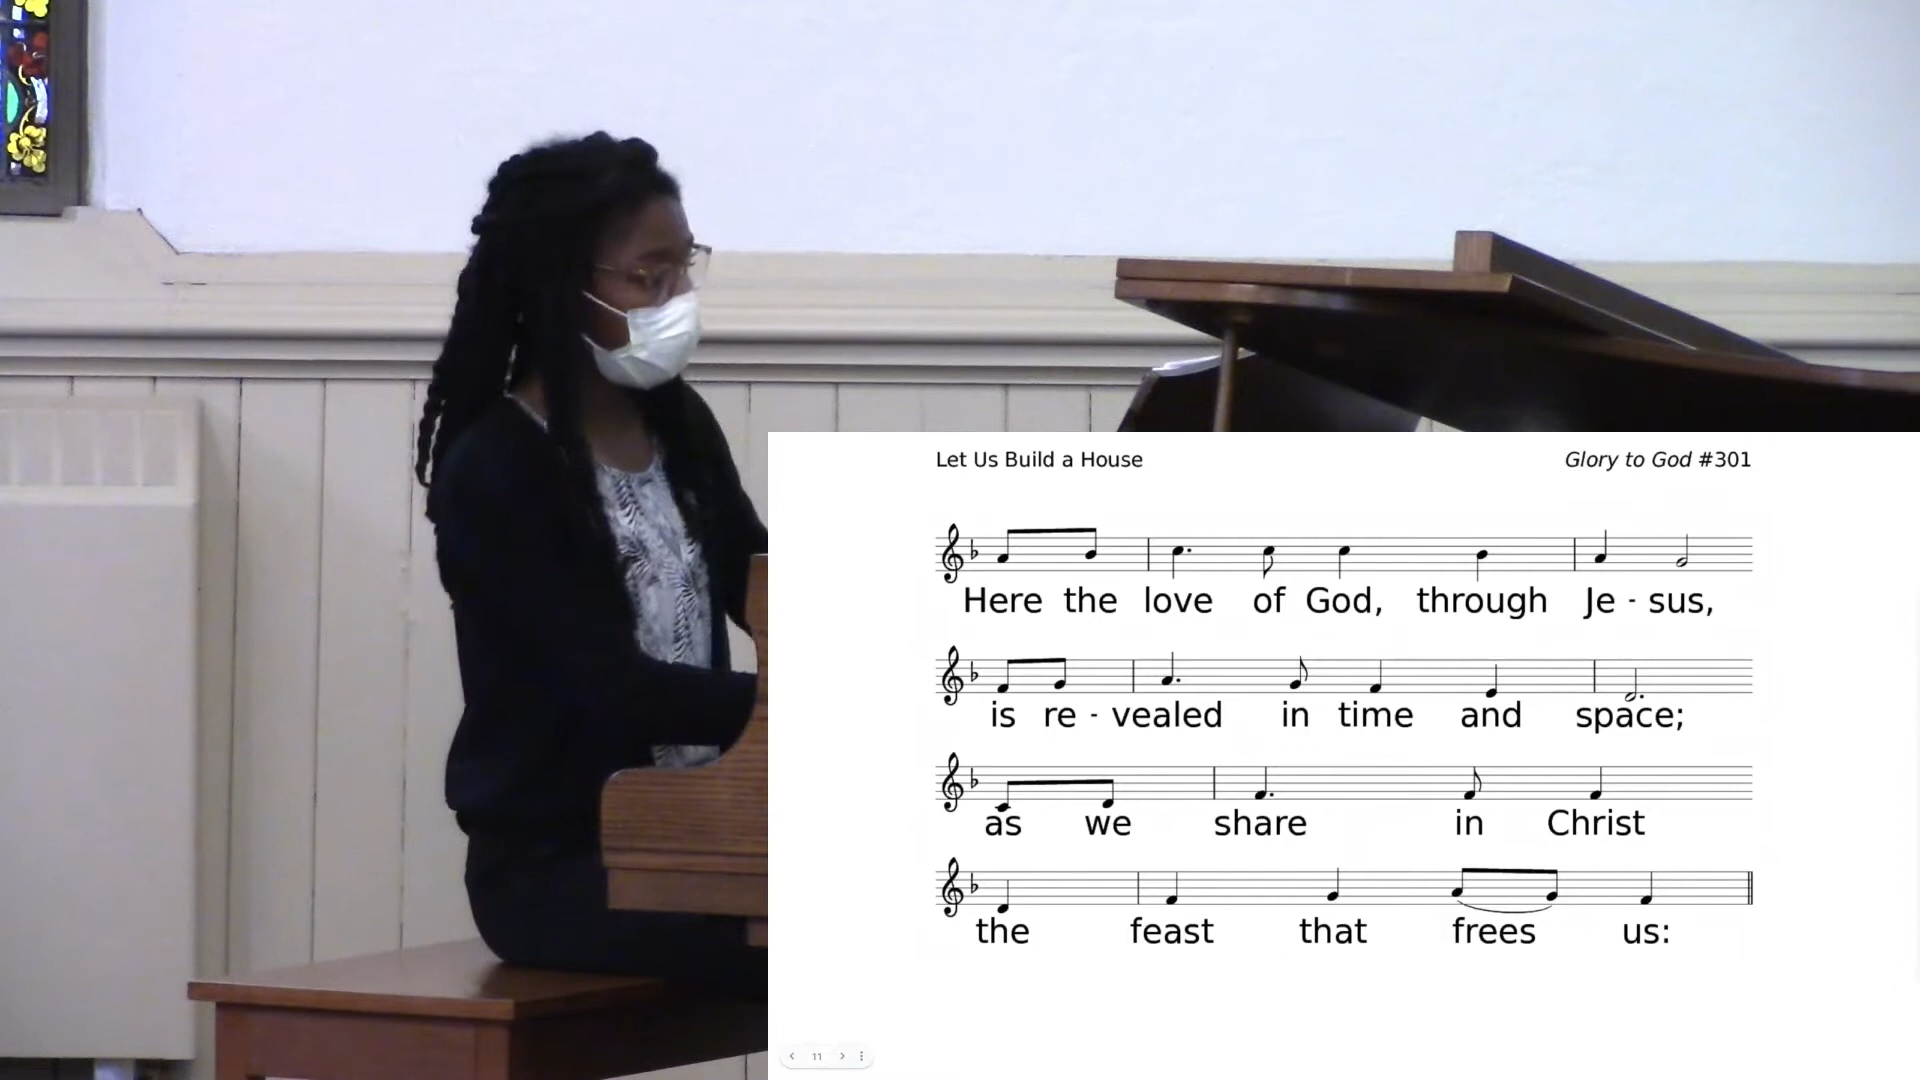 Let Us Build a House Glory to God #301
Here the love of God, through Je - sus,
is re - vealed in time and space;
as we share in Christ
the feast that frees us:
11